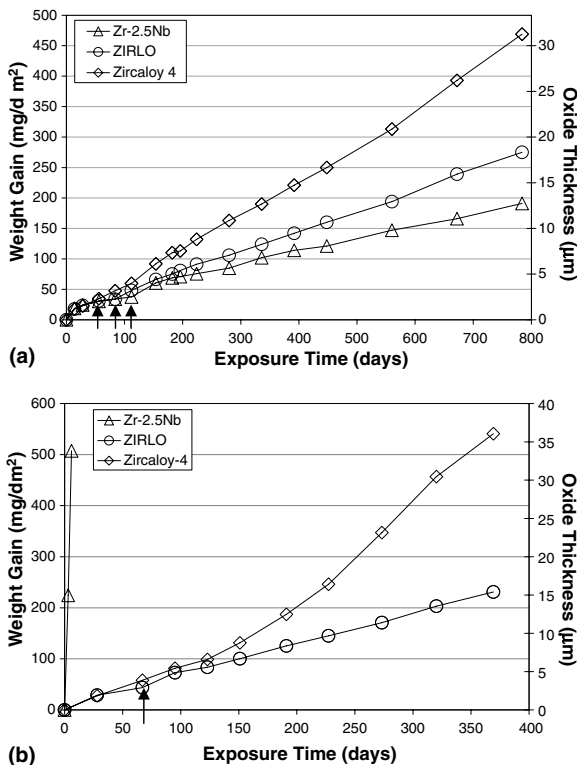 500
450
400
350
300
250
200
150
100
50
0
Weight Gain (mg/d m²)
Zr-2.5Nb
ZIRLO
Zircaloy 4
30
25
20
15
10
5
0
Oxide Thickness (μm)
0 100 200 300 400 500 600 700 800
(a)
Exposure Time (days)
600
500
400
300
200
100
0
Weight Gain (mg/dm²)
Zr-2.5Nb
ZIRLO
Zircaloy-4
40
35
30
25
20
15
10
5
0
Oxide Thickness (μm)
0 50 100 150 200 250 300 350 400
(b)
Exposure Time (days)